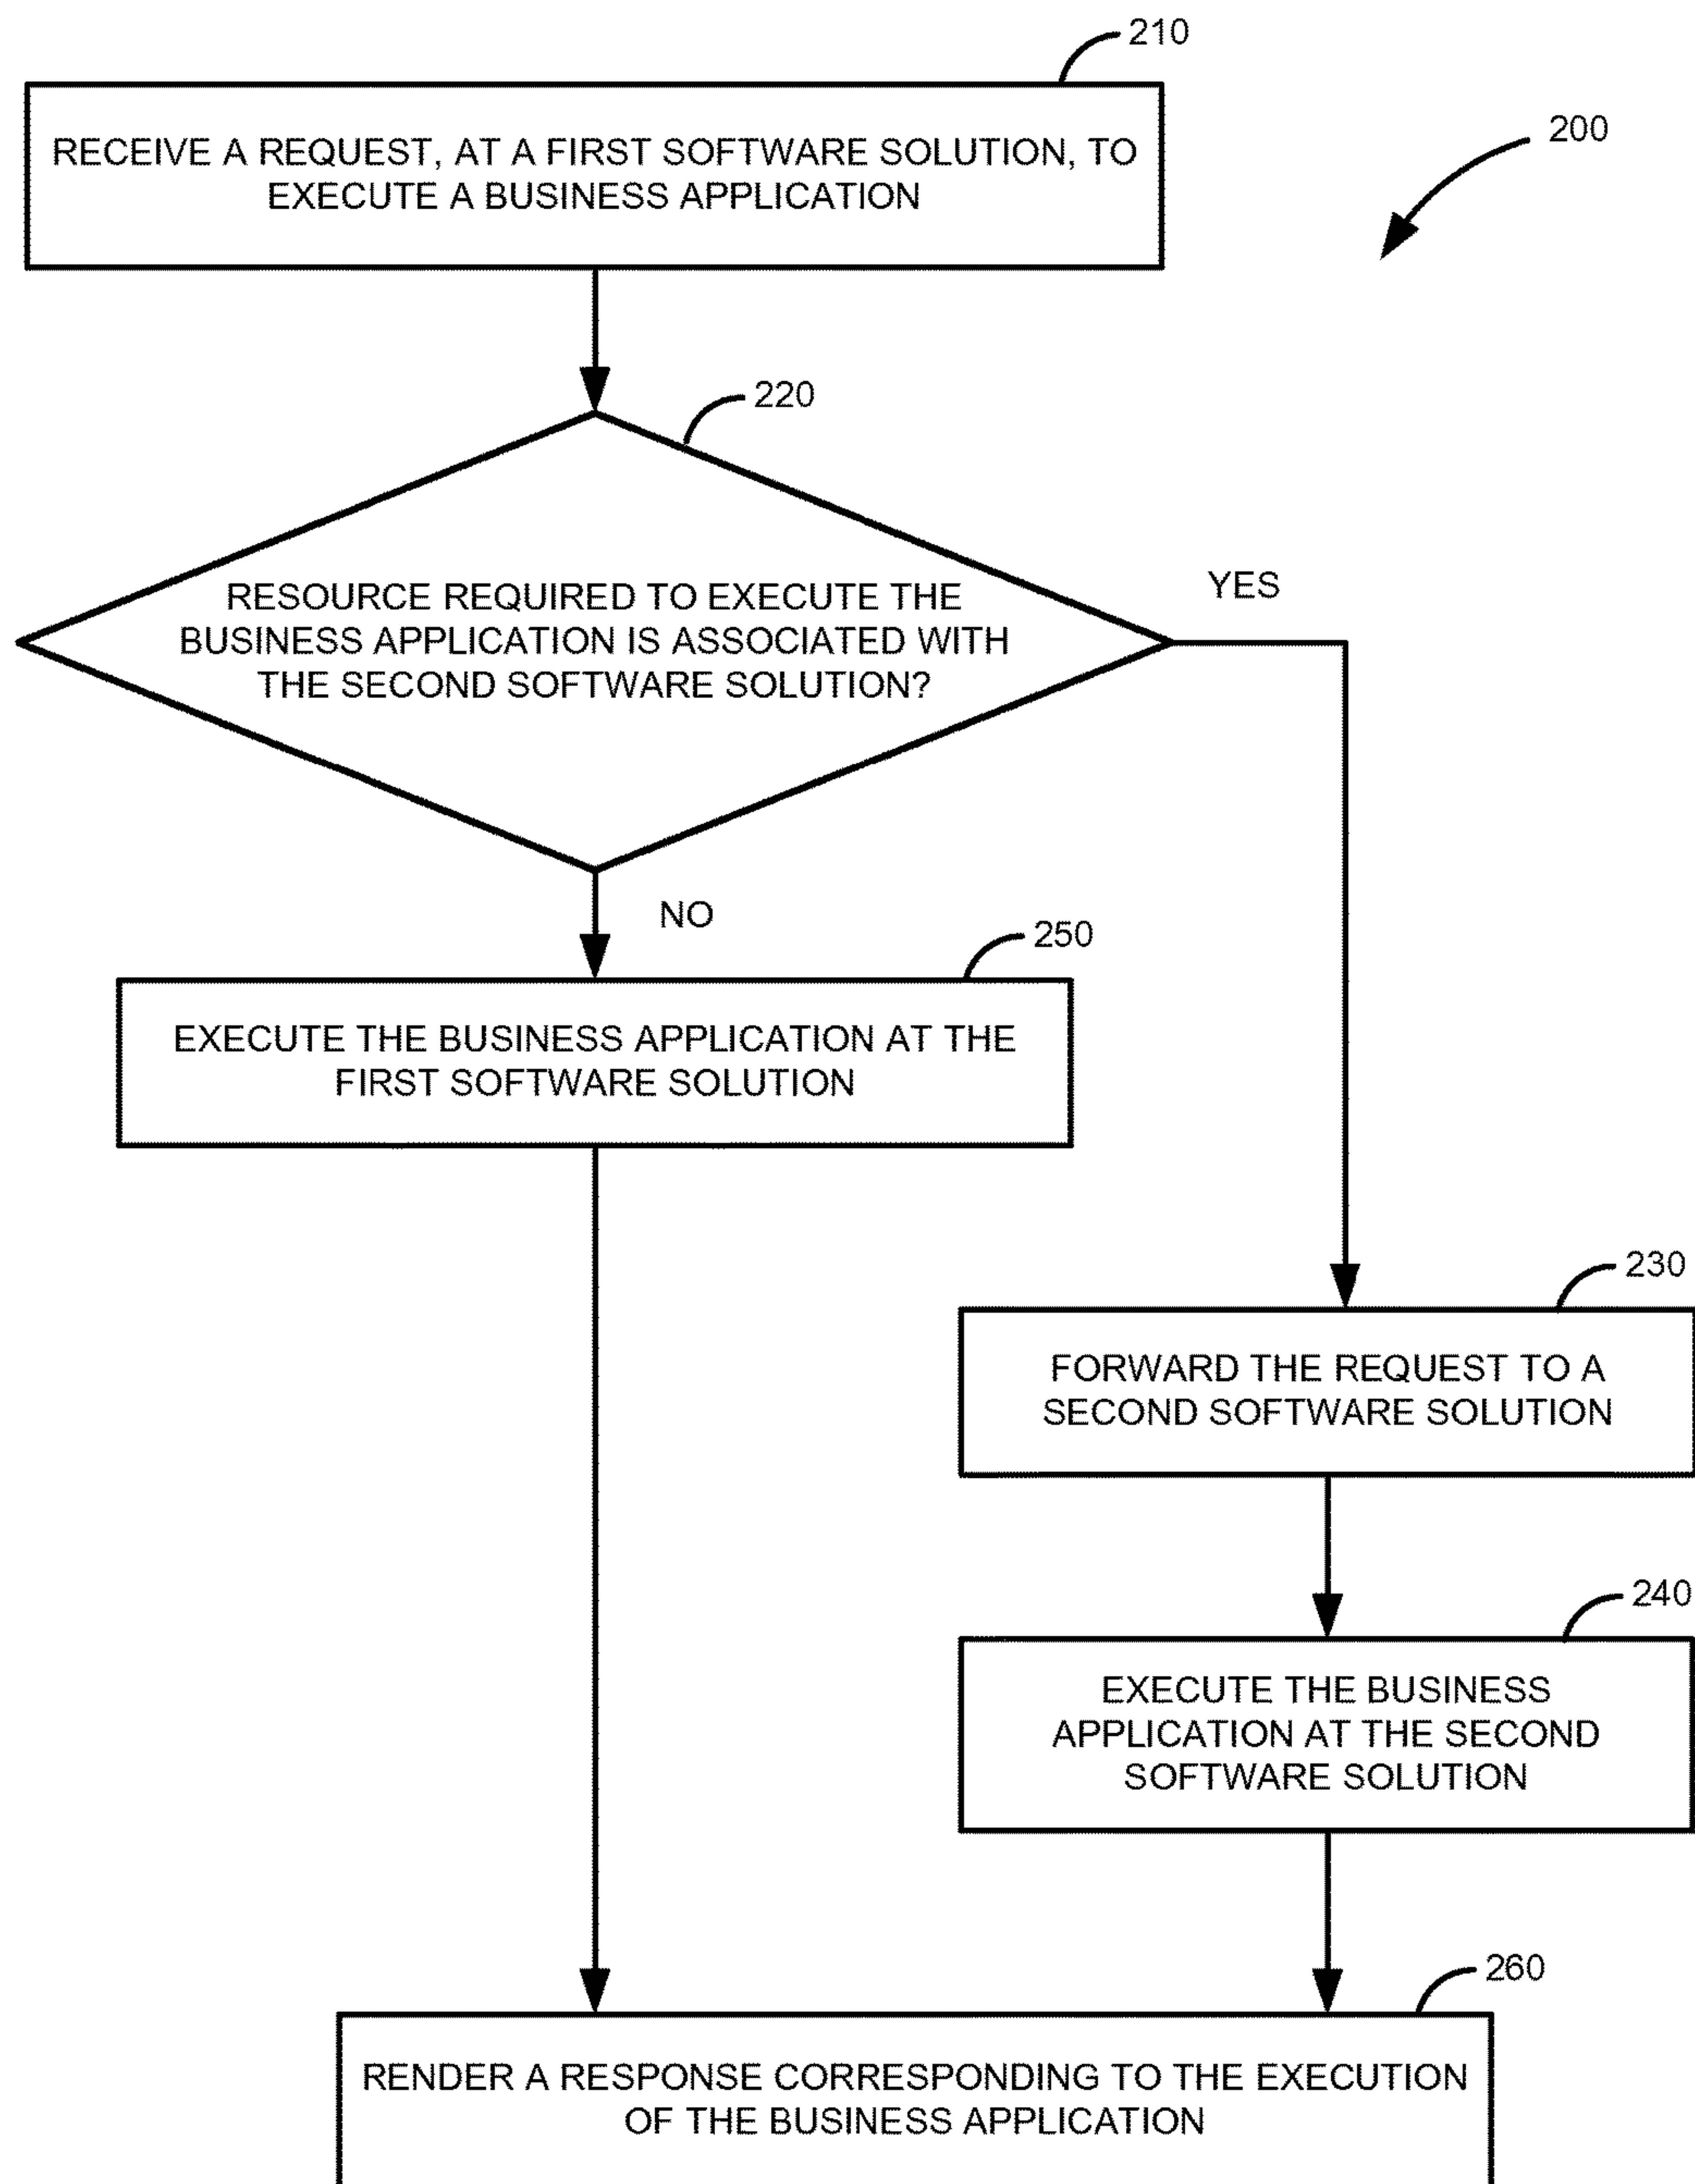 210
200
RECEIVE A REQUEST, AT A FIRST SOFTWARE SOLUTION, TO
EXECUTE A BUSINESS APPLICATION
220
RESOURCE REQUIRED TO EXECUTE THE
BUSINESS APPLICATION IS ASSOCIATED WITH
THE SECOND SOFTWARE SOLUTION?
YES
NO
250
EXECUTE THE BUSINESS APPLICATION AT THE
FIRST SOFTWARE SOLUTION
230
FORWARD THE REQUEST TO A
SECOND SOFTWARE SOLUTION
240
EXECUTE THE BUSINESS
APPLICATION AT THE SECOND
SOFTWARE SOLUTION
260
RENDER A RESPONSE CORRESPONDING TO THE EXECUTION
OF THE BUSINESS APPLICATION